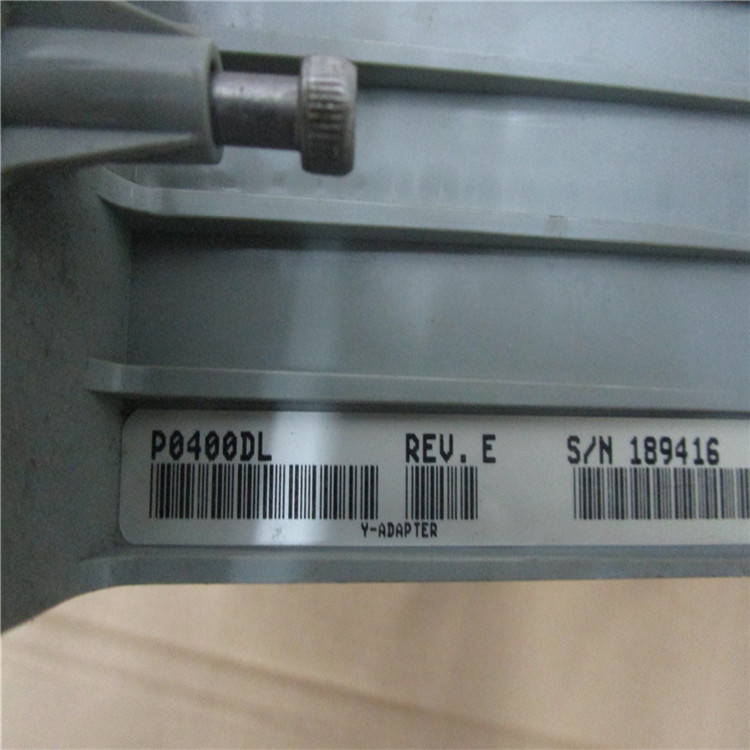 P0400DL REV. E S/N 189416
Y-ADAPTER